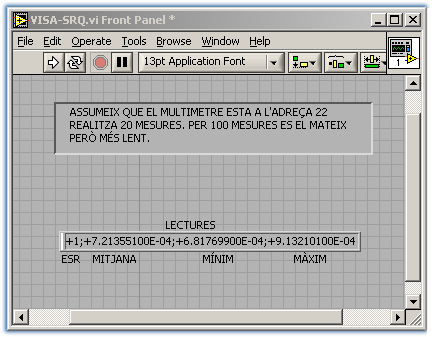 VISA-SRQ.vi Front Panel *
File Edit Operate Tools Browse Window Help
13pt Application Font
1
ASSUMEIX QUE EL MULTIMETRE ESTA A L'ADREÇA 22
REALITZA 20 MESURES. PER 100 MESURES ES EL MATEIX
PERÒ MÉS LENT.
LECTURES
+1;+7.21355100E-04;+6.81769900E-04;+9.13210100E-04
ESR MITJANA MÍNIM MÀXIM